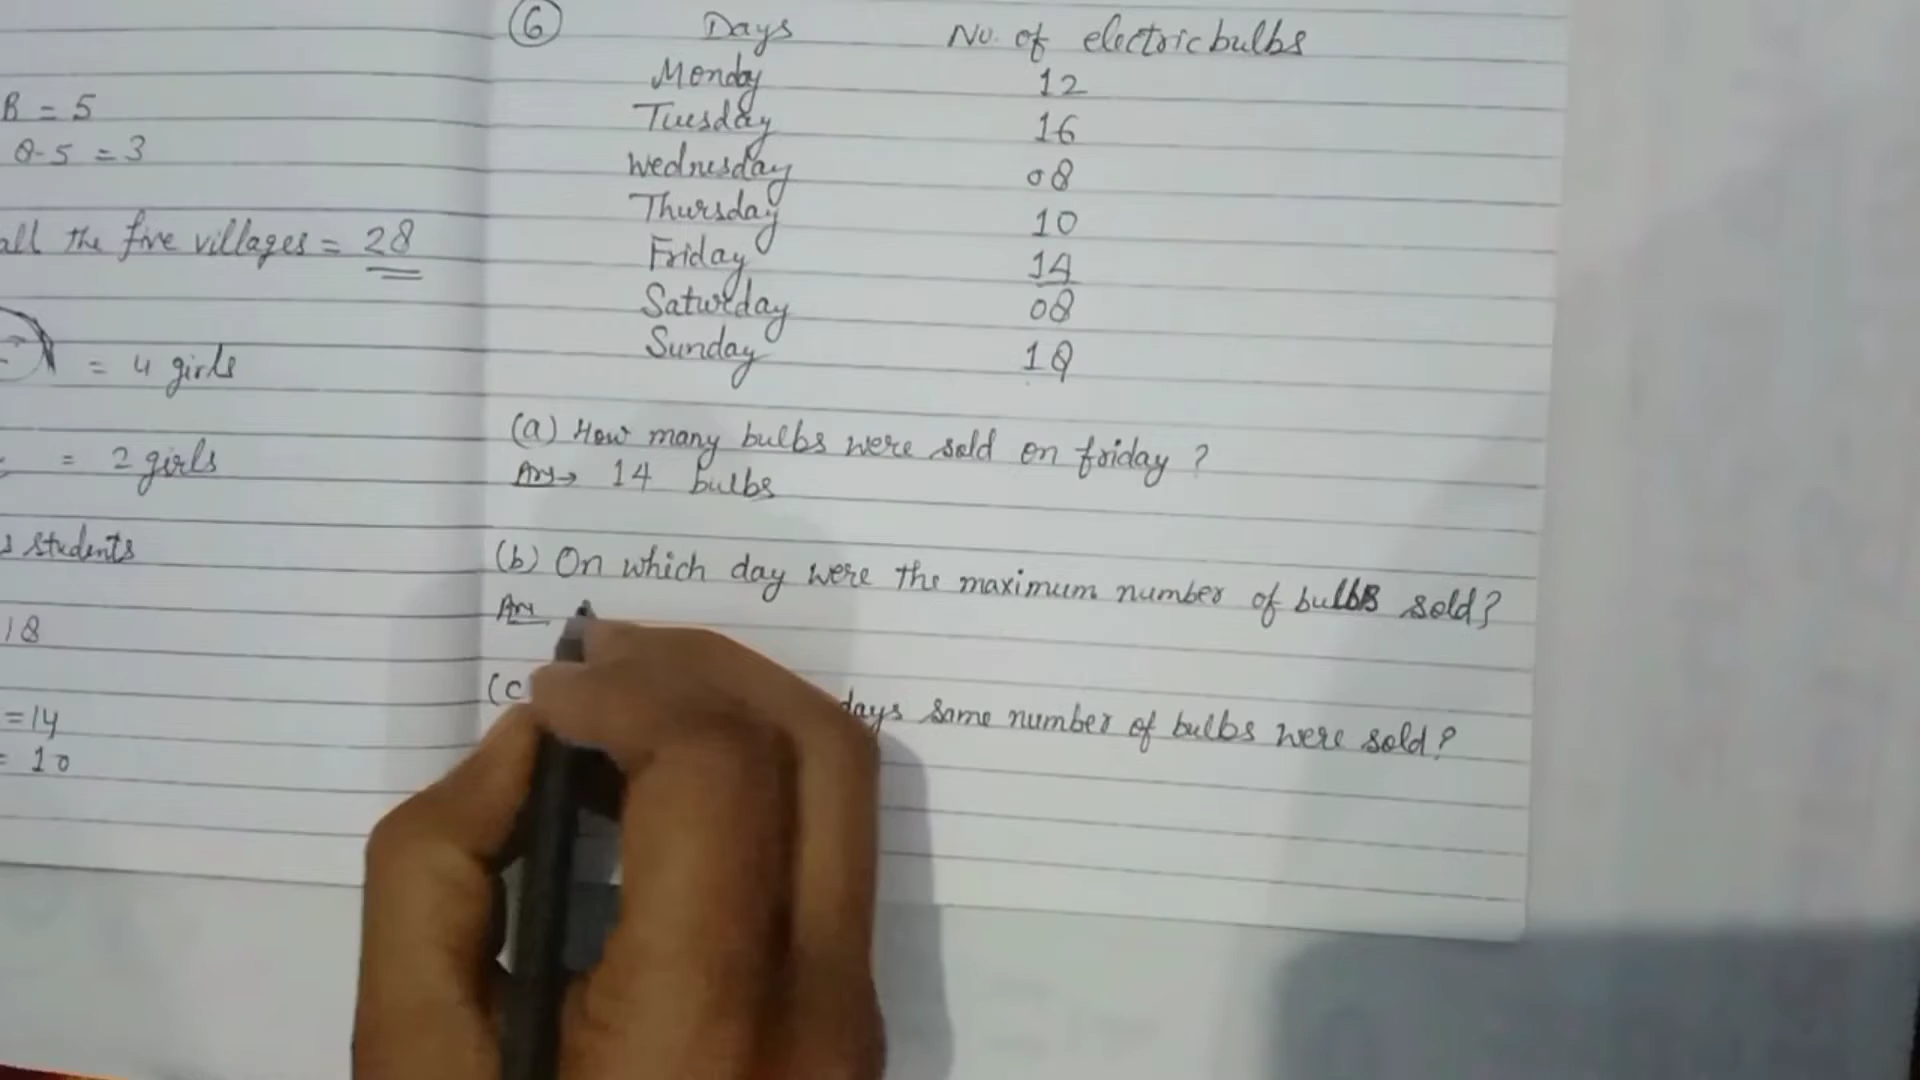 B = 5
8-5 = 3
all the five villages = 28
= 4 girls
= 2 girls
students
18
= 14
= 10
6 Days No. of electric bulbs
Monday 12
Tuesday 16
Wednesday 08
Thursday 10
Friday 14
Saturday 08
Sunday 18
(a) How many bulbs were sold on friday ?
Ans → 14 bulbs
(b) On which day were the maximum number of bulbs sold?
Ans
(c days same number of bulbs were sold?